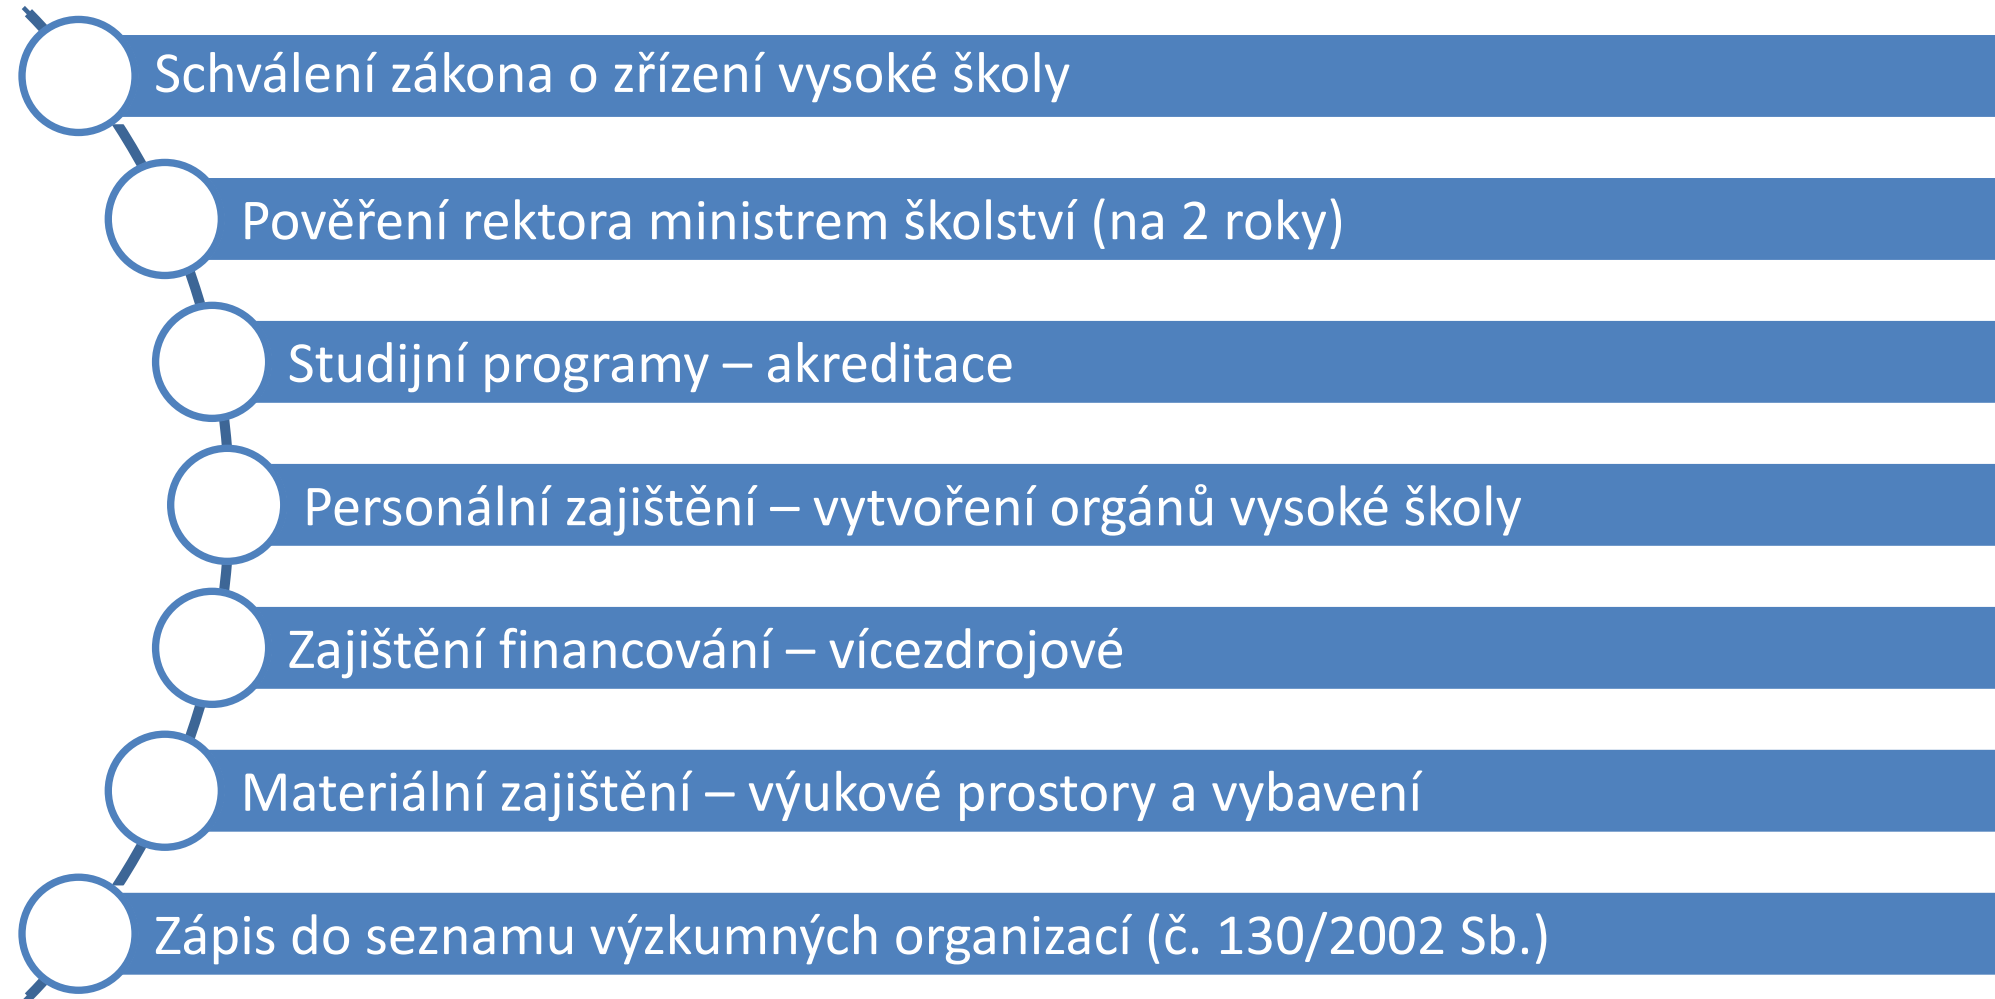 Schválení zákona o zřízení vysoké školy
Pověření rektora ministrem školství (na 2 roky)
Studijní programy – akreditace
Personální zajištění – vytvoření orgánů vysoké školy
Zajištění financování – vícezdrojové
Materiální zajištění – výukové prostory a vybavení
Zápis do seznamu výzkumných organizací (č. 130/2002 Sb.)